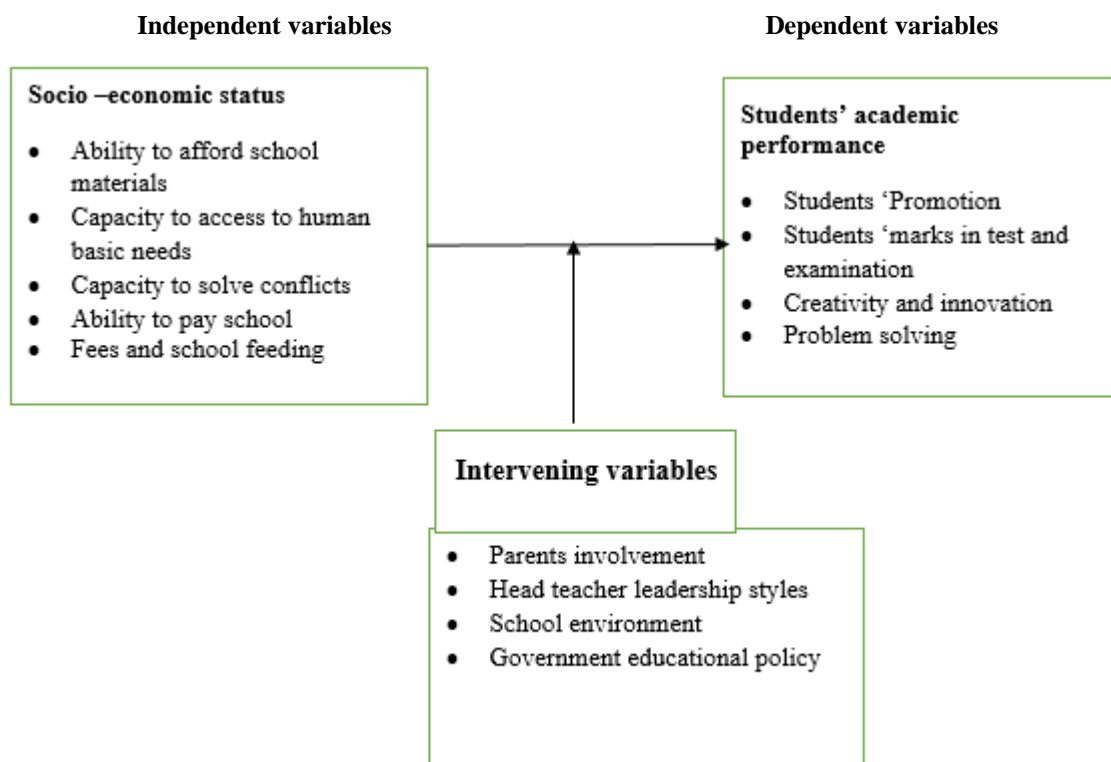 Independent variables
Dependent variables
Socio –economic status
• Ability to afford school
materials
• Capacity to access to human
basic needs
• Capacity to solve conflicts
• Ability to pay school
• Fees and school feeding
Students’ academic
performance
• Students ‘Promotion
• Students ‘marks in test and
examination
• Creativity and innovation
• Problem solving
Intervening variables
• Parents involvement
• Head teacher leadership styles
• School environment
• Government educational policy